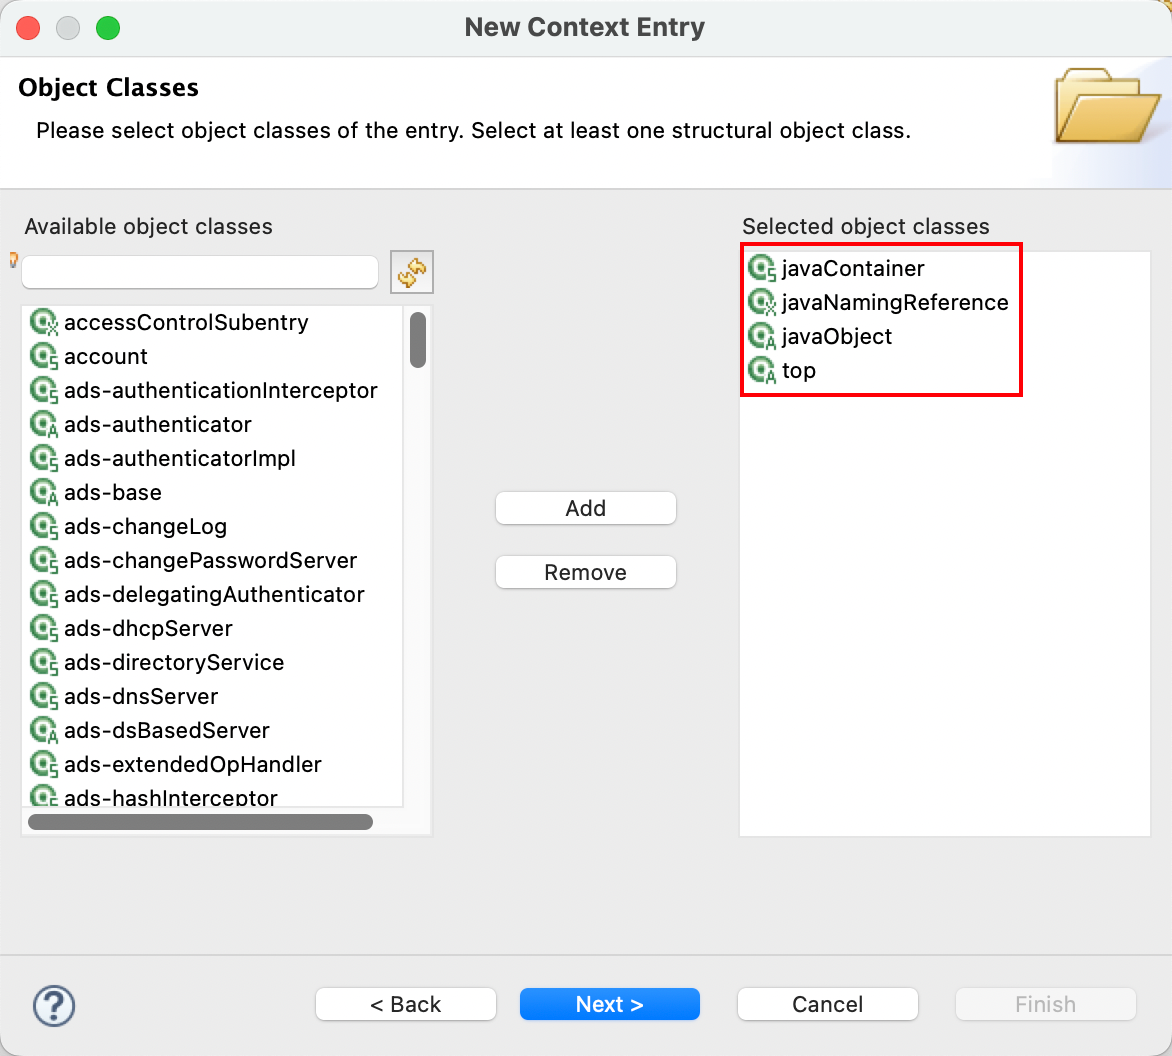 New Context Entry
Object Classes
Please select object classes of the entry. Select at least one structural object class.
Available object classes
accessControlSubentry
account
ads-authenticationInterceptor
ads-authenticator
ads-authenticatorImpl
ads-base
ads-changeLog
ads-changePasswordServer
ads-delegatingAuthenticator
ads-dhcpServer
ads-directoryService
ads-dnsServer
ads-dsBasedServer
ads-extendedOpHandler
ads-hashInterceptor
Add
Remove
Selected object classes
javaContainer
javaNamingReference
javaObject
top
?
< Back
Next >
Cancel
Finish